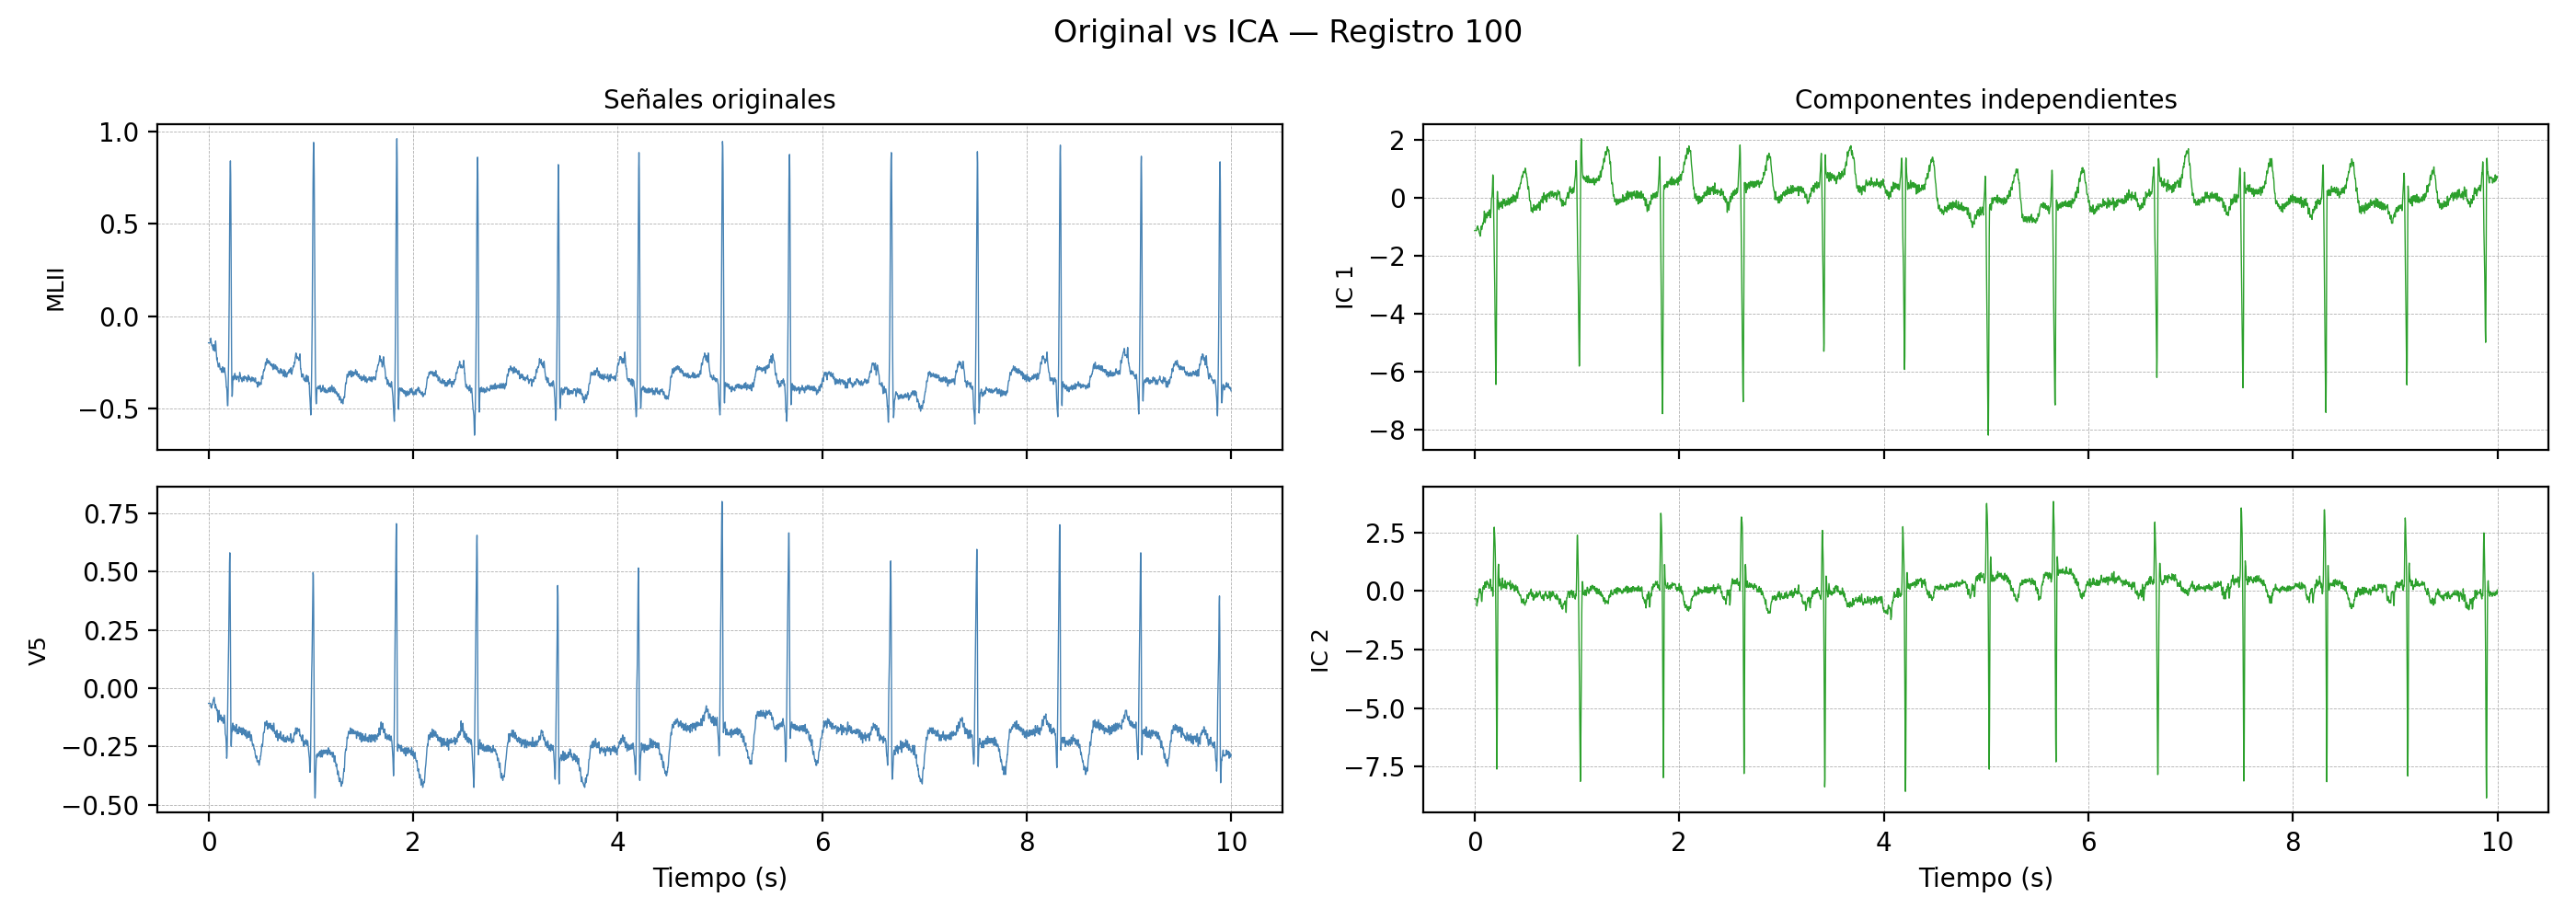 Original vs ICA — Registro 100
Señales originales
Componentes independientes
1.0
0.5
0.0
−0.5
MLII
2
0
−2
−4
−6
−8
IC 1
0.75
0.50
0.25
0.00
−0.25
−0.50
V5
0 2 4 6 8 10
Tiempo (s)
2.5
0.0
−2.5
−5.0
−7.5
IC 2
0 2 4 6 8 10
Tiempo (s)